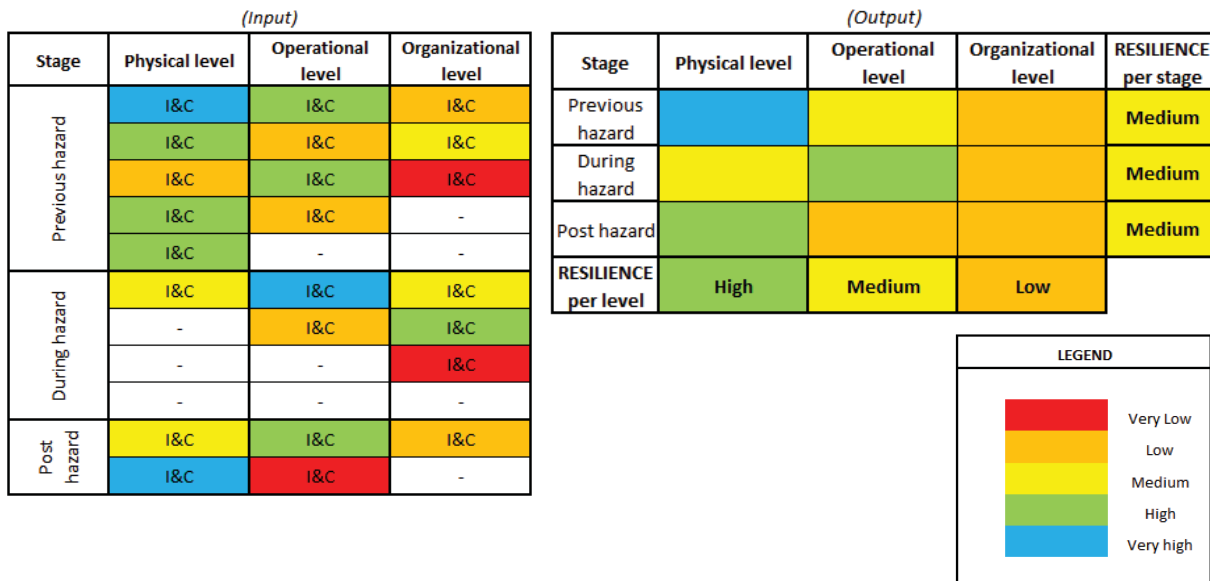 (Input)
Stage Physical level Operational level Organizational level
Previous hazard
I&C I&C I&C
I&C I&C I&C
I&C I&C I&C
I&C I&C -
I&C - -
During hazard
I&C I&C I&C
- I&C I&C
- - I&C
- - -
Post hazard
I&C I&C I&C
I&C I&C -
(Output)
Stage Physical level Operational level Organizational level RESILIENCE per stage
Previous hazard Medium
During hazard Medium
Post hazard Medium
RESILIENCE per level High Medium Low
LEGEND
Very Low
Low
Medium
High
Very high